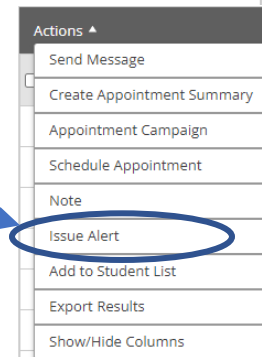 Actions ▲
Send Message
Create Appointment Summary
Appointment Campaign
Schedule Appointment
Note
Issue Alert
Add to Student List
Export Results
Show/Hide Columns